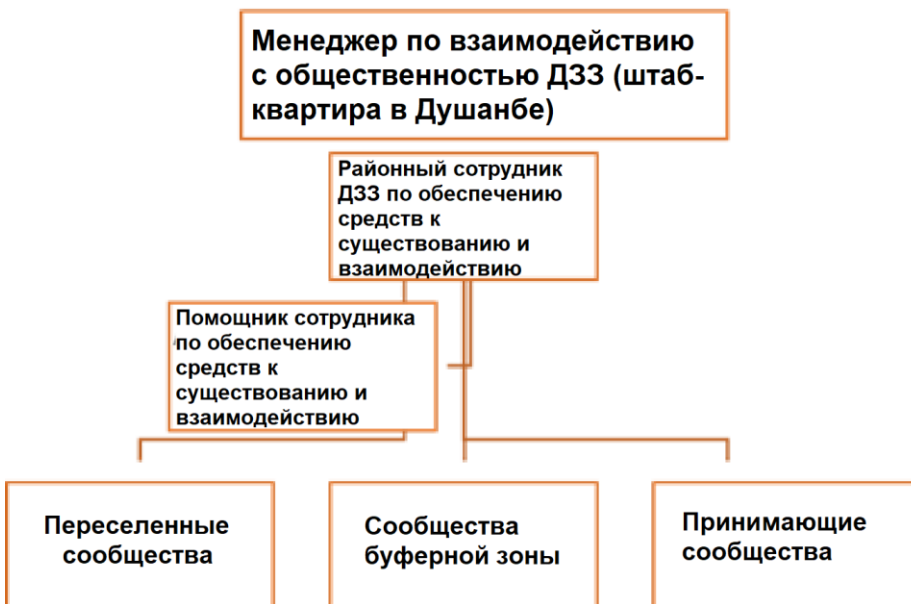 Менеджер по взаимодействию
с общественностью ДЗЗ (штаб-
квартира в Душанбе)
Районный сотрудник
ДЗЗ по обеспечению
средств к
существованию и
взаимодействию
Помощник сотрудника
по обеспечению
средств к
существованию и
взаимодействию
Переселенные
сообщества
Сообщества
буферной зоны
Принимающие
сообщества